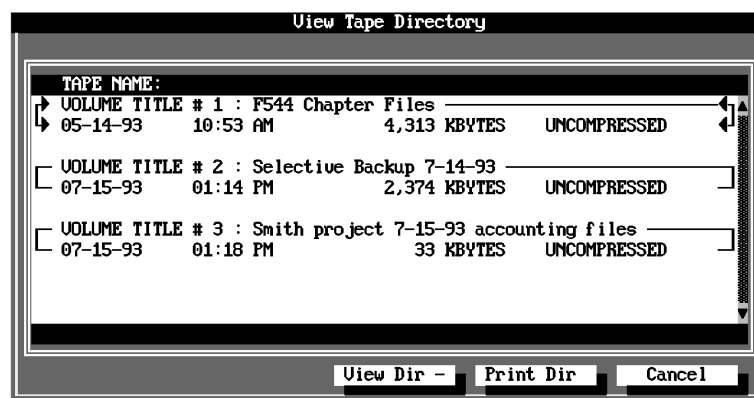 View Tape Directory
TAPE NAME:
VOLUME TITLE # 1 : F544 Chapter Files
05-14-93 10:53 AM 4,313 KBYTES UNCOMPRESSED
VOLUME TITLE # 2 : Selective Backup 7-14-93
07-15-93 01:14 PM 2,374 KBYTES UNCOMPRESSED
VOLUME TITLE # 3 : Smith project 7-15-93 accounting files
07-15-93 01:18 PM 33 KBYTES UNCOMPRESSED
View Dir - Print Dir Cancel